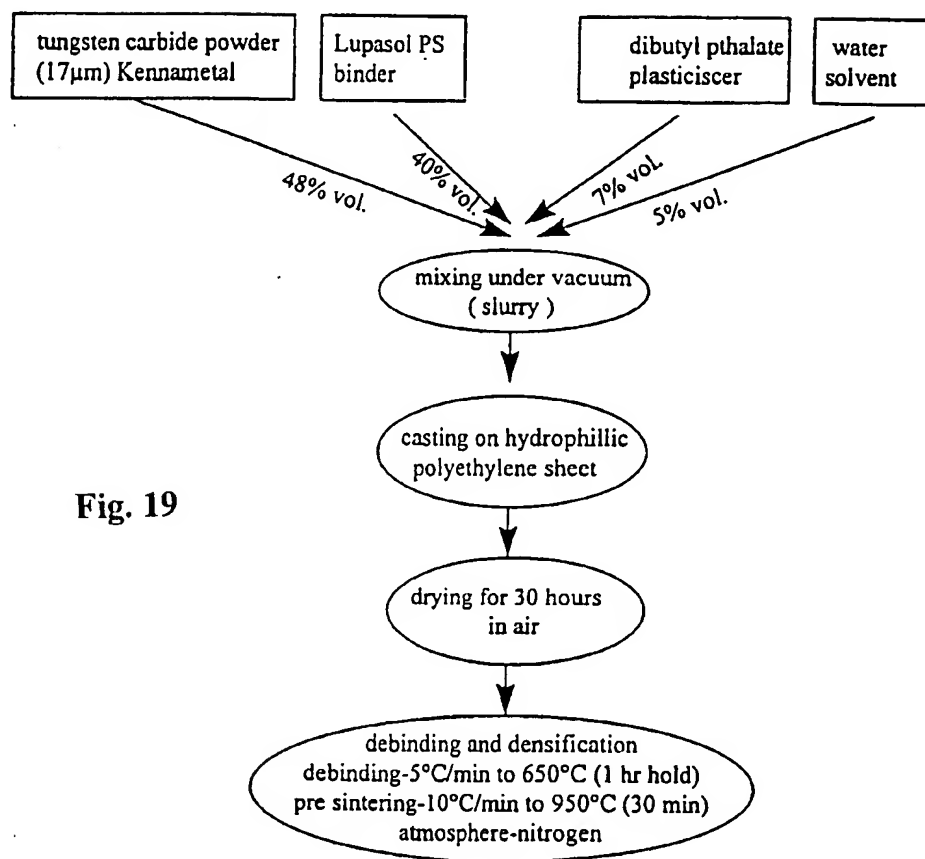 tungsten carbide powder
(17µm) Kennametal
Lupasol PS
binder
dibutyl pthalate
plasticiscer
water
solvent
48% vol.
40% vol.
7% vol.
5% vol.
mixing under vacuum
( slurry )
casting on hydrophillic
polyethylene sheet
Fig. 19
drying for 30 hours
in air
debinding and densification
debinding-5°C/min to 650°C (1 hr hold)
pre sintering-10°C/min to 950°C (30 min)
atmosphere-nitrogen